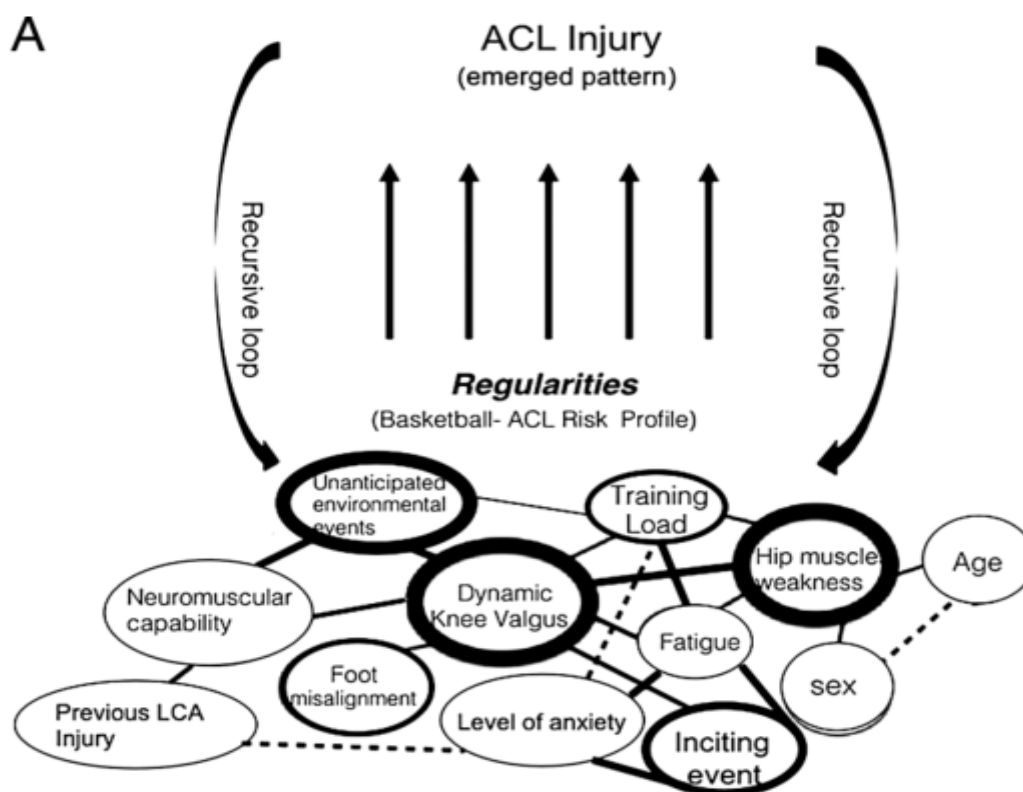 A
ACL Injury
(emerged pattern)
Recursive loop
Recursive loop
Regularities
(Basketball- ACL Risk Profile)
Unanticipated
environmental
events
Training
Load
Hip muscles
weakness
Age
Neuromuscular
capability
Dynamic
Knee Valgus
Fatigue
Foot
misalignment
sex
Previous LCA
Injury
Level of anxiety
Inciting
event